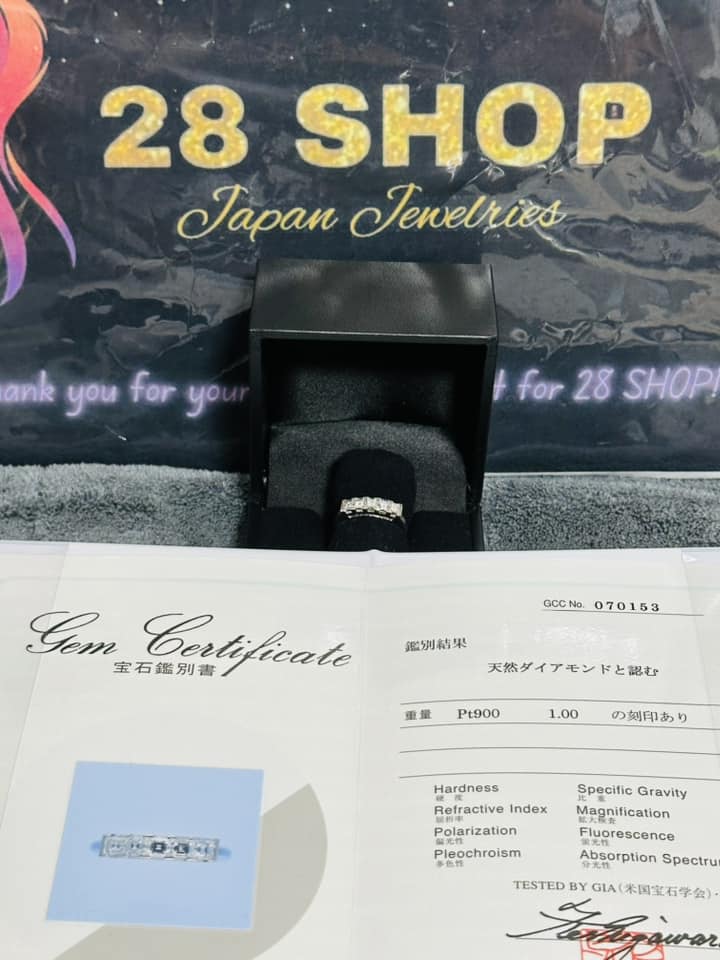 28 SHOP
Japan Jewelries
hank you for your
t for 28 SHOP!
GCC No. 070153
Gem Certificate
宝石鑑別書
鑑別結果
天然ダイアモンドと認む
重量 Pt900 1.00 の刻印あり
Hardness
硬度
Specific Gravity
比重
Refractive Index
屈折率
Magnification
拡大検査
Polarization
偏光性
Fluorescence
蛍光性
Pleochroism
多色性
Absorption Spectru
分光性
TESTED BY GIA(米国宝石学会)・